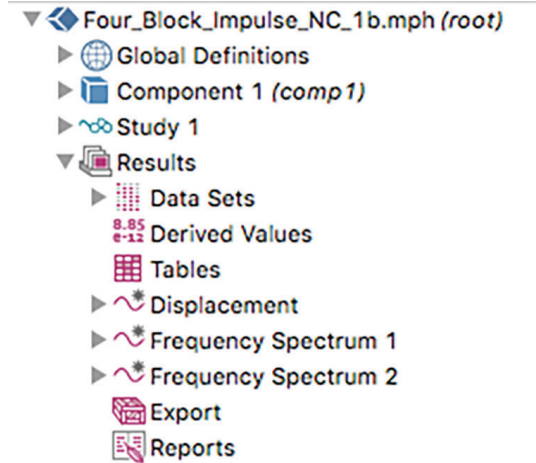 Four_Block_Impulse_NC_1b.mph (root)
Global Definitions
Component 1 (comp1)
Study 1
Results
Data Sets
8.85
e-12 Derived Values
Tables
Displacement
Frequency Spectrum 1
Frequency Spectrum 2
Export
Reports